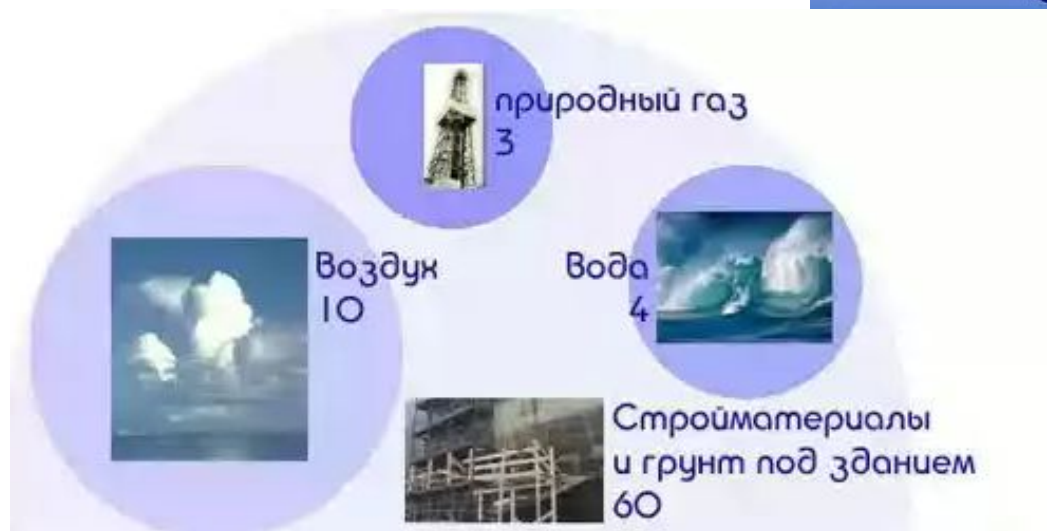 природный газ
3
воздух
10
вода
4
Стройматериалы
и грунт под зданием
60